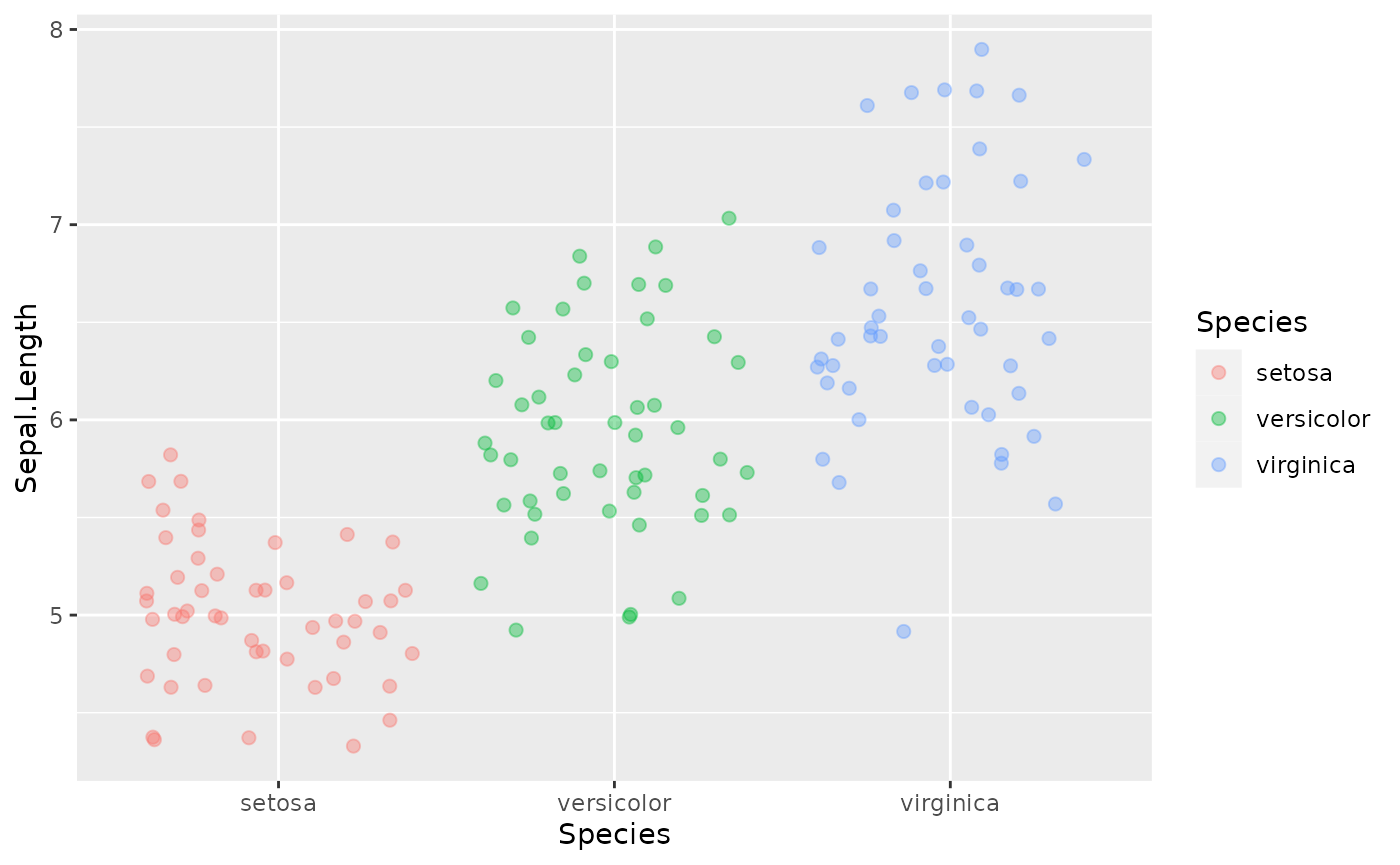 8
7
6
5
Sepal.Length
setosa
versicolor
virginica
Species
Species
setosa
versicolor
virginica